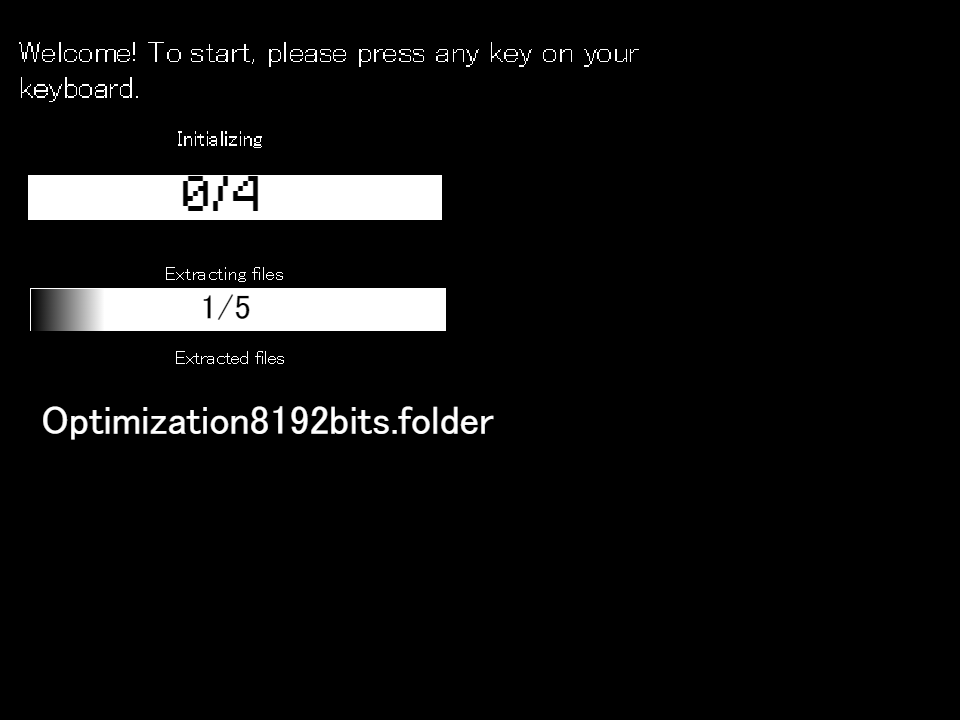 Welcome! To start, please press any key on your
keyboard.
Initializing
0/4
Extracting files
1/5
Extracted files
Optimization8192bits.folder